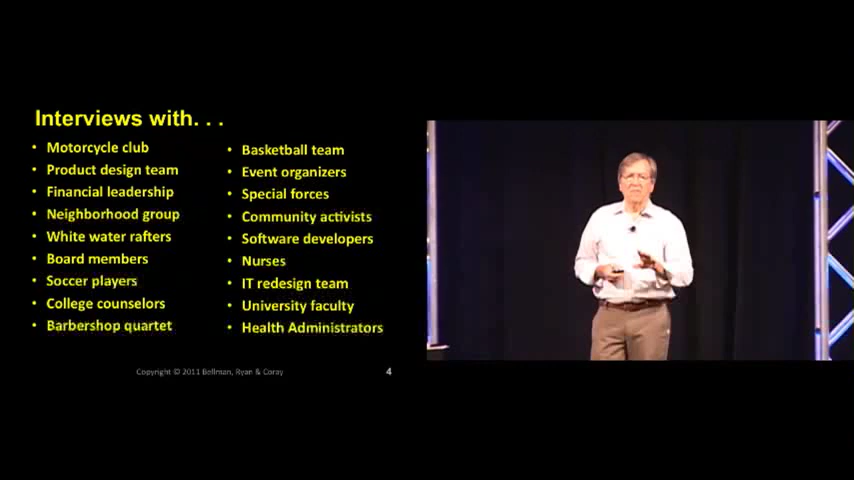 Interviews with. . .
• Motorcycle club
• Product design team
• Financial leadership
• Neighborhood group
• White water rafters
• Board members
• Soccer players
• College counselors
• Barbershop quartet
• Basketball team
• Event organizers
• Special forces
• Community activists
• Software developers
• Nurses
• IT redesign team
• University faculty
• Health Administrators
Copyright © 2011 Bellman, Ryan & Coray
4